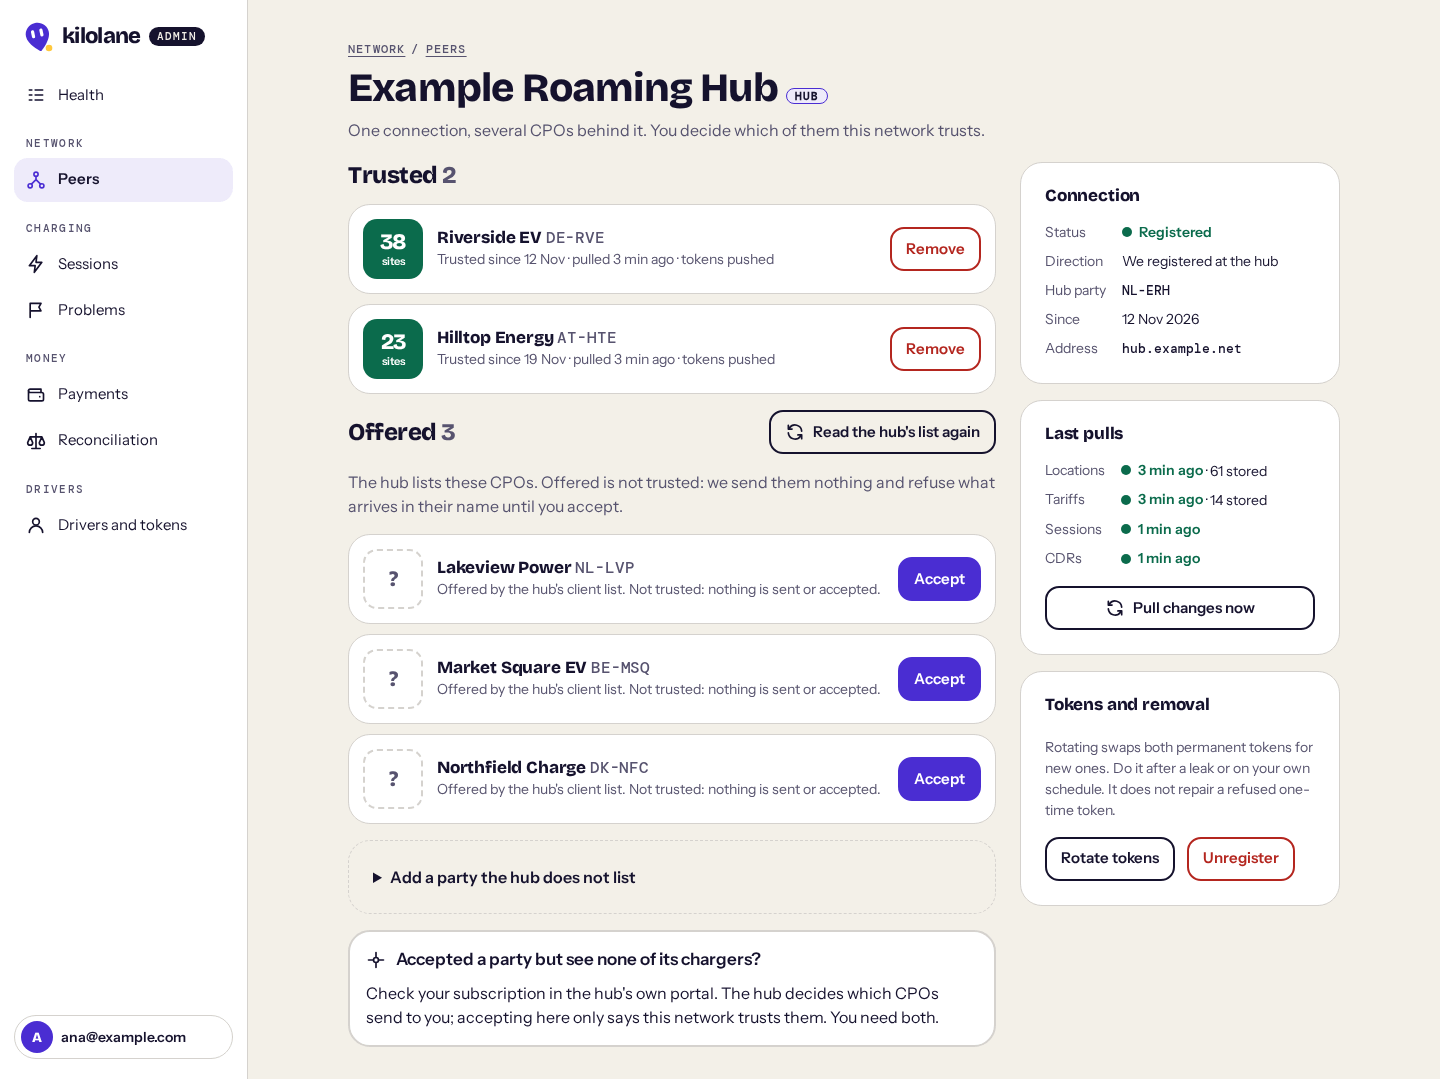 kilolane ADMIN
Health
NETWORK
Peers
CHARGING
Sessions
Problems
MONEY
Payments
Reconciliation
DRIVERS
Drivers and tokens
A ana@example.com
NETWORK / PEERS
Example Roaming Hub HUB
One connection, several CPOs behind it. You decide which of them this network trusts.
Trusted 2
38 sites
Riverside EV DE-RVE
Trusted since 12 Nov · pulled 3 min ago · tokens pushed
Remove
23 sites
Hilltop Energy AT-HTE
Trusted since 19 Nov · pulled 3 min ago · tokens pushed
Remove
Offered 3
Read the hub's list again
The hub lists these CPOs. Offered is not trusted: we send them nothing and refuse what
arrives in their name until you accept.
?
Lakeview Power NL-LVP
Offered by the hub's client list. Not trusted: nothing is sent or accepted.
Accept
?
Market Square EV BE-MSQ
Offered by the hub's client list. Not trusted: nothing is sent or accepted.
Accept
?
Northfield Charge DK-NFC
Offered by the hub's client list. Not trusted: nothing is sent or accepted.
Accept
Add a party the hub does not list
Accepted a party but see none of its chargers?
Check your subscription in the hub's own portal. The hub decides which CPOs
send to you; accepting here only says this network trusts them. You need both.
Connection
Status Registered
Direction We registered at the hub
Hub party NL-ERH
Since 12 Nov 2026
Address hub.example.net
Last pulls
Locations 3 min ago · 61 stored
Tariffs 3 min ago · 14 stored
Sessions 1 min ago
CDRs 1 min ago
Pull changes now
Tokens and removal
Rotating swaps both permanent tokens for
new ones. Do it after a leak or on your own
schedule. It does not repair a refused one-
time token.
Rotate tokens
Unregister